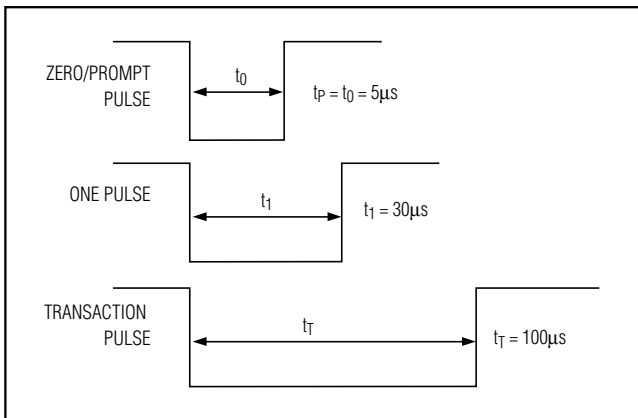 ZERO/PROMPT
PULSE
t0
tP = t0 = 5μs
ONE PULSE
t1
t1 = 30μs
TRANSACTION
PULSE
tT
tT = 100μs